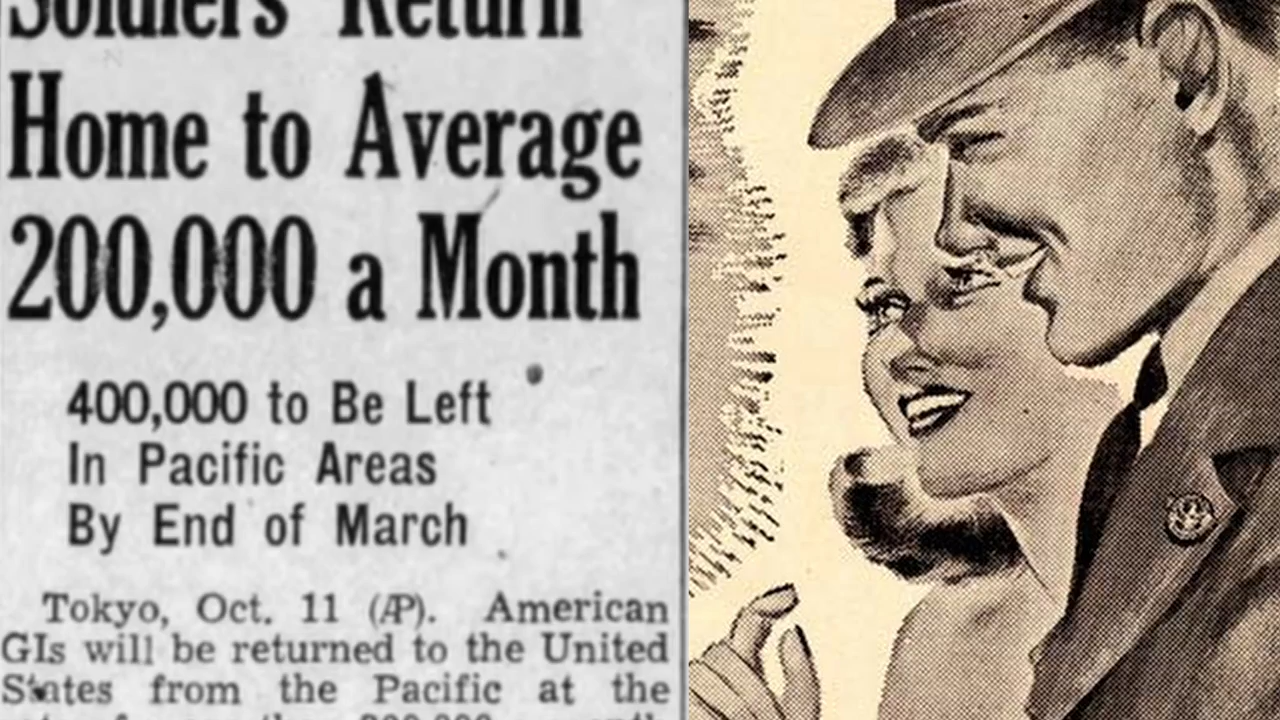 Soldiers' Return
Home to Average
200,000 a Month
400,000 to Be Left
In Pacific Areas
By End of March
Tokyo, Oct. 11 (AP). American
GIs will be returned to the United
States from the Pacific at the